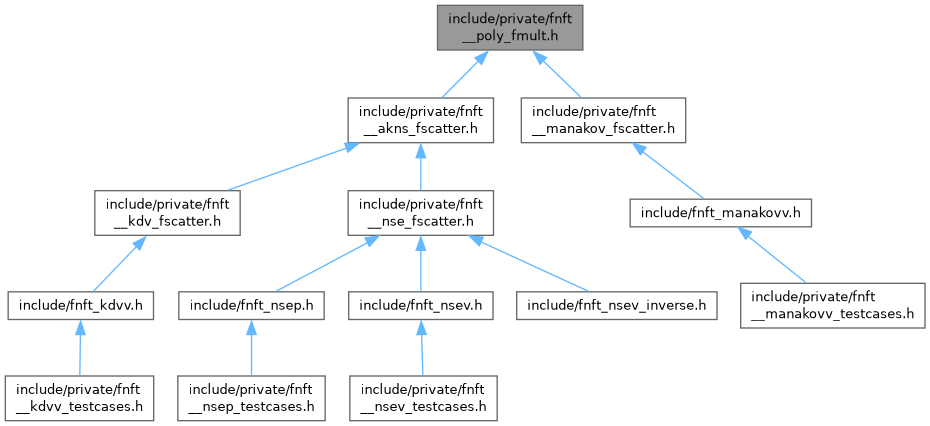 include/private/fnft
__poly_fmult.h
include/private/fnft
__akns_fscatter.h
include/private/fnft
__manakov_fscatter.h
include/private/fnft
__kdv_fscatter.h
include/private/fnft
__nse_fscatter.h
include/fnft_manakovv.h
include/fnft_kdvv.h
include/fnft_nsep.h
include/fnft_nsev.h
include/fnft_nsev_inverse.h
include/private/fnft
__manakovv_testcases.h
include/private/fnft
__kdvv_testcases.h
include/private/fnft
__nsep_testcases.h
include/private/fnft
__nsev_testcases.h